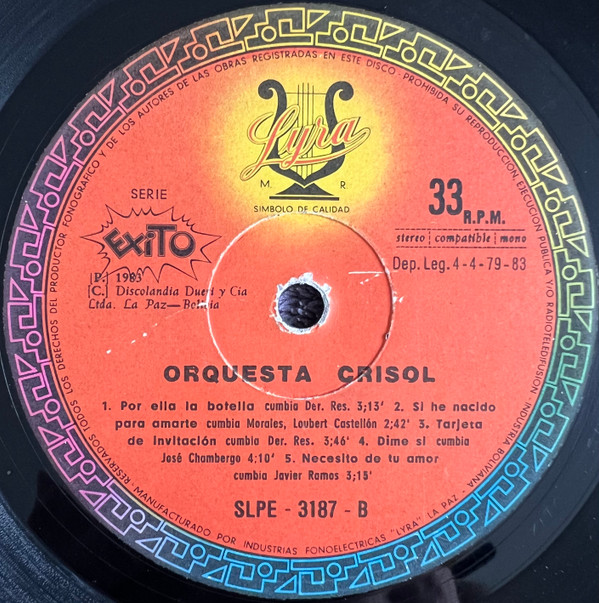 RESERVADOS TODOS LOS DERECHOS DEL PRODUCTOR FONOGRAFICO Y DE LOS AUTORES DE LAS OBRAS REGISTRADAS EN ESTE DISCO · PROHIBIDA SU REPRODUCCION EJECUCION PUBLICA Y/O RADIOTELEDIFUSION
Lyra
M. R.
SIMBOLO DE CALIDAD
SERIE
EXITO
33
R.P.M.
stereo compatible mono
Dep. Leg. 4-4-79-83
[P.] 1983
[C.] Discolandia Dueri y Cia
Ltda. La Paz—Bolivia
ORQUESTA CRISOL
1. Por ella la botella cumbia Der. Res. 3;13' 2. Si he nacido
para amarte cumbia Morales, Loubert Castellón 2;42' 3. Tarjeta
de Invitación cumbia Der. Res. 3;46' 4. Dime si cumbia
José Chambergo 4;10' 5. Necesito de tu amor
cumbia Javier Ramos 3;15'
SLPE - 3187 - B
MANUFACTURADO POR INDUSTRIAS FONOELECTRICAS "LYRA" LA PAZ - INDUSTRIA BOLIVIANA